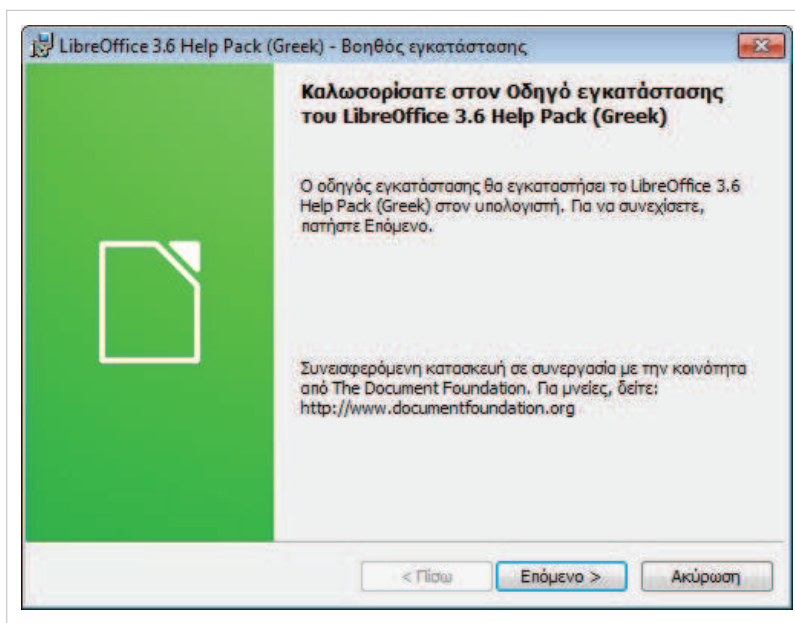 LibreOffice 3.6 Help Pack (Greek) - Βοηθός εγκατάστασης
Καλωσορίσατε στον Οδηγό εγκατάστασης
του LibreOffice 3.6 Help Pack (Greek)
Ο οδηγός εγκατάστασης θα εγκαταστήσει το LibreOffice 3.6
Help Pack (Greek) στον υπολογιστή. Για να συνεχίσετε,
πατήστε Επόμενο.
Συνεισφερόμενη κατασκευή σε συνεργασία με την κοινότητα
από The Document Foundation. Για μνείες, δείτε:
http://www.documentfoundation.org
< Πίσω
Επόμενο >
Ακύρωση